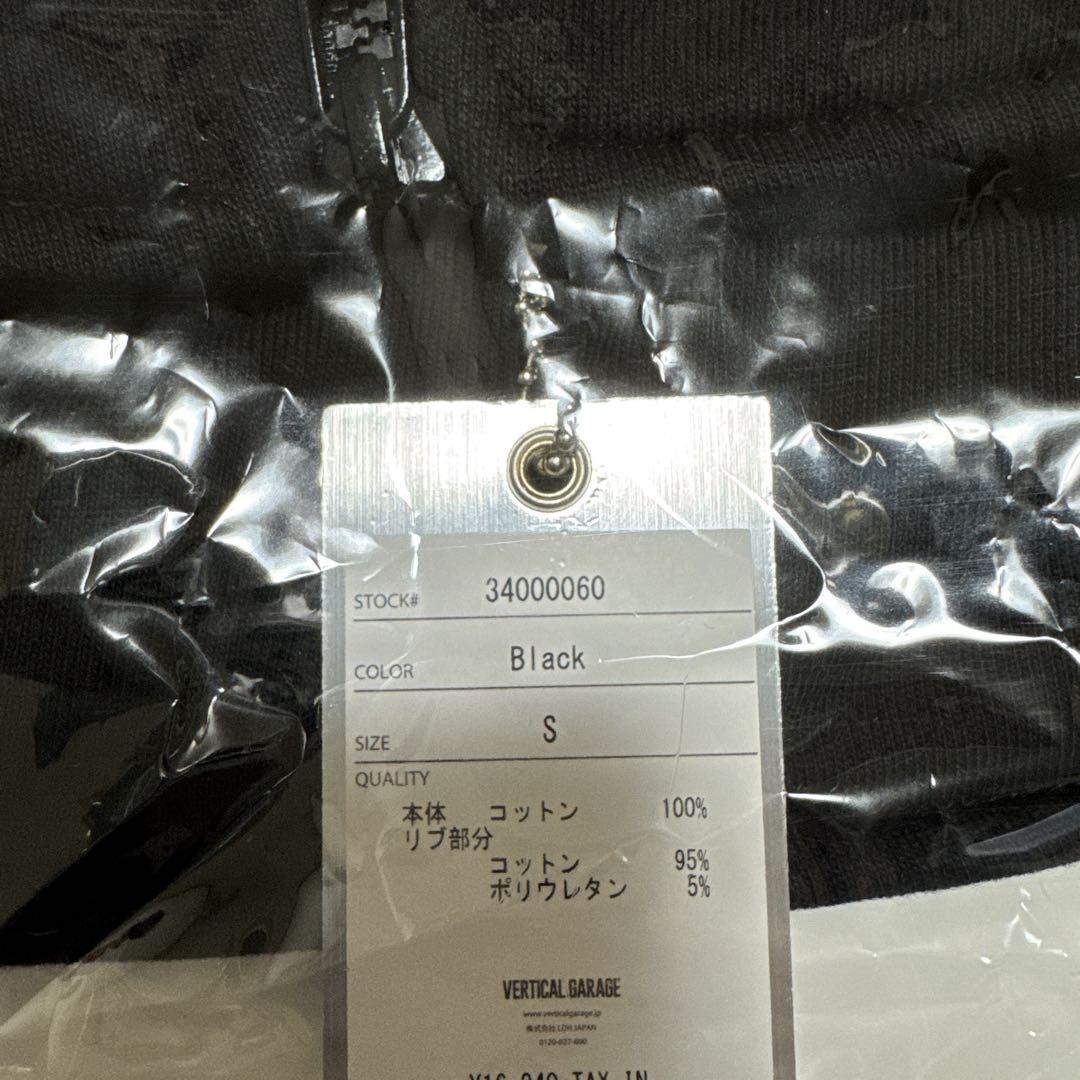 STOCK# 34000060
COLOR Black
SIZE S
QUALITY
本体 コットン 100%
リブ部分
コットン 95%
ポリウレタン 5%
VERTICAL GARAGE
www.verticalgarage.jp
株式会社 LDH JAPAN
TAX IN